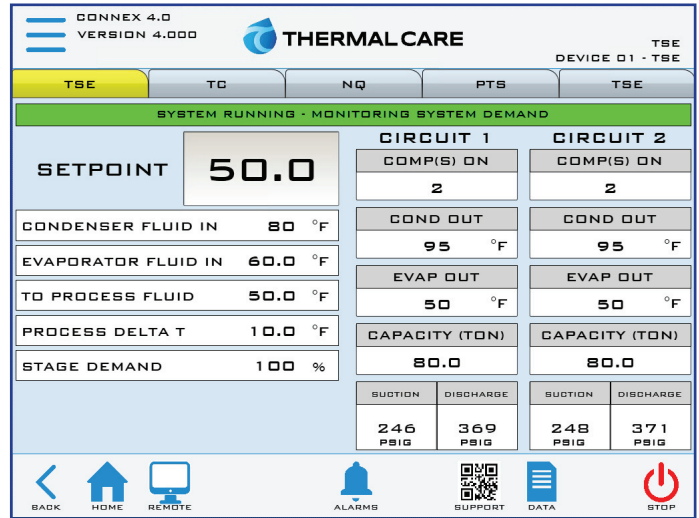 CONNEX 4.0
VERSION 4.000
THERMAL CARE
TSE
DEVICE 01 - TSE
TSE TC NQ PTS TSE
SYSTEM RUNNING - MONITORING SYSTEM DEMAND
SETPOINT 50.0
CONDENSER FLUID IN 80 °F
EVAPORATOR FLUID IN 60.0 °F
TO PROCESS FLUID 50.0 °F
PROCESS DELTA T 10.0 °F
STAGE DEMAND 100 %
CIRCUIT 1
COMP(S) ON
2
COND OUT
95 °F
EVAP OUT
50 °F
CAPACITY (TON)
80.0
SUCTION DISCHARGE
246 369
PSIG PSIG
CIRCUIT 2
COMP(S) ON
2
COND OUT
95 °F
EVAP OUT
50 °F
CAPACITY (TON)
80.0
SUCTION DISCHARGE
248 371
PSIG PSIG
BACK HOME REMOTE ALARMS SUPPORT DATA STOP